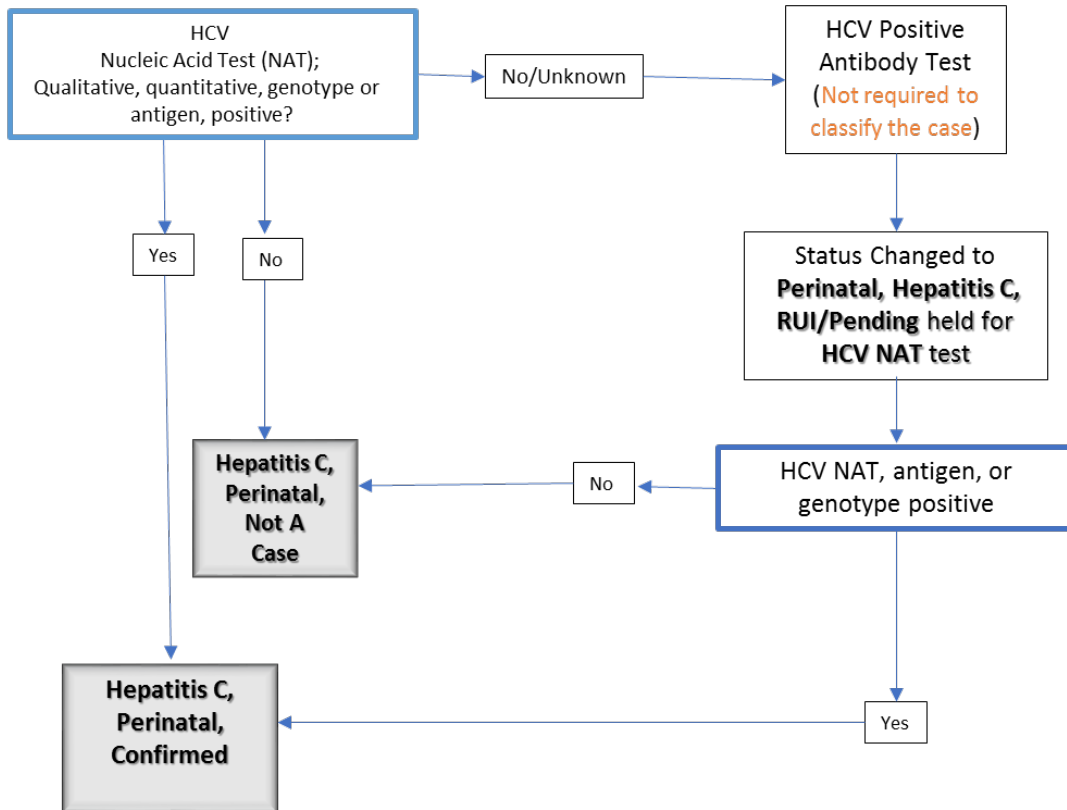 HCV
Nucleic Acid Test (NAT);
Qualitative, quantitative, genotype or
antigen, positive?
No/Unknown
HCV Positive
Antibody Test
(Not required to
classify the case)
Yes
No
Status Changed to
Perinatal, Hepatitis C,
RUI/Pending held for
HCV NAT test
Hepatitis C,
Perinatal,
Not A
Case
No
HCV NAT, antigen, or
genotype positive
Hepatitis C,
Perinatal,
Confirmed
Yes